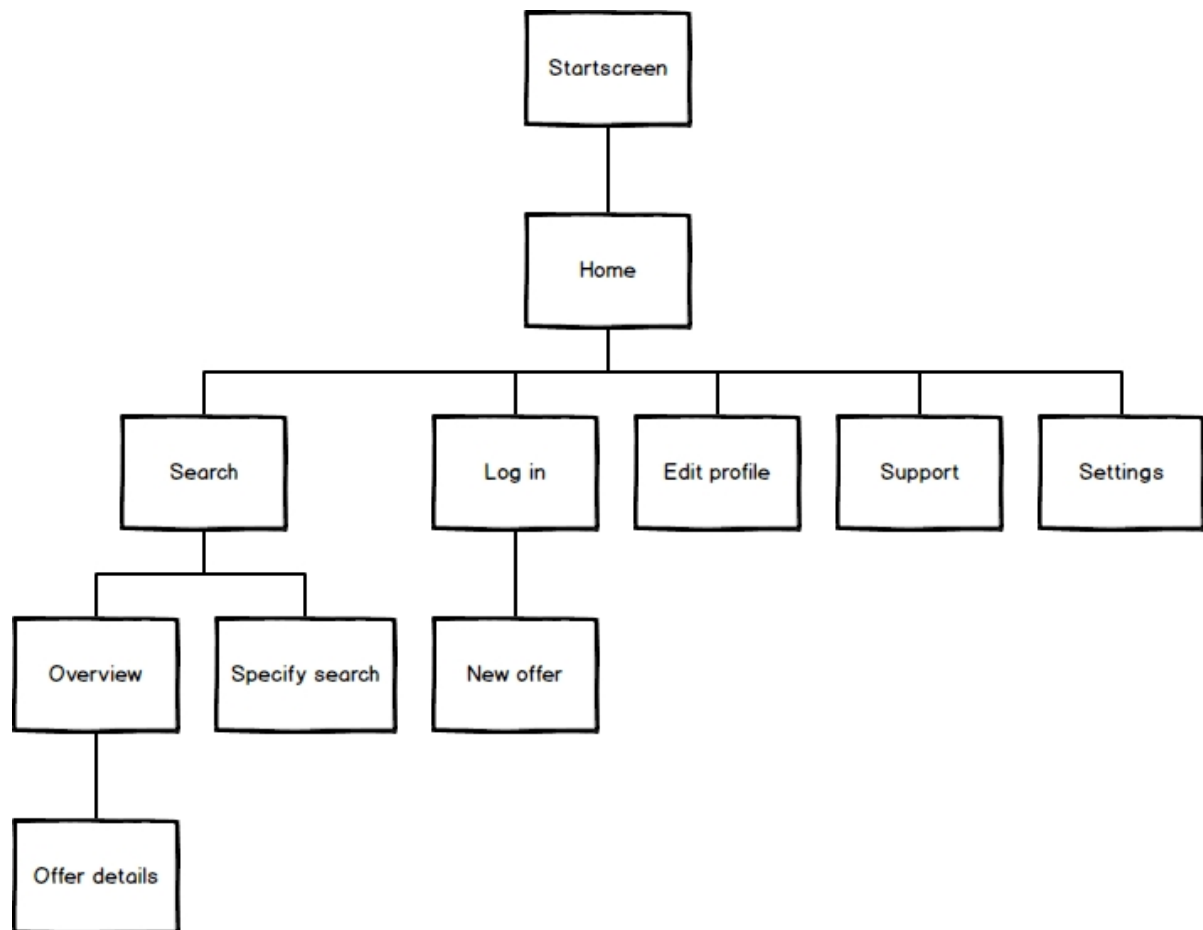 Startscreen
Home
Search
Log in
Edit profile
Support
Settings
Overview
Specify search
New offer
Offer details